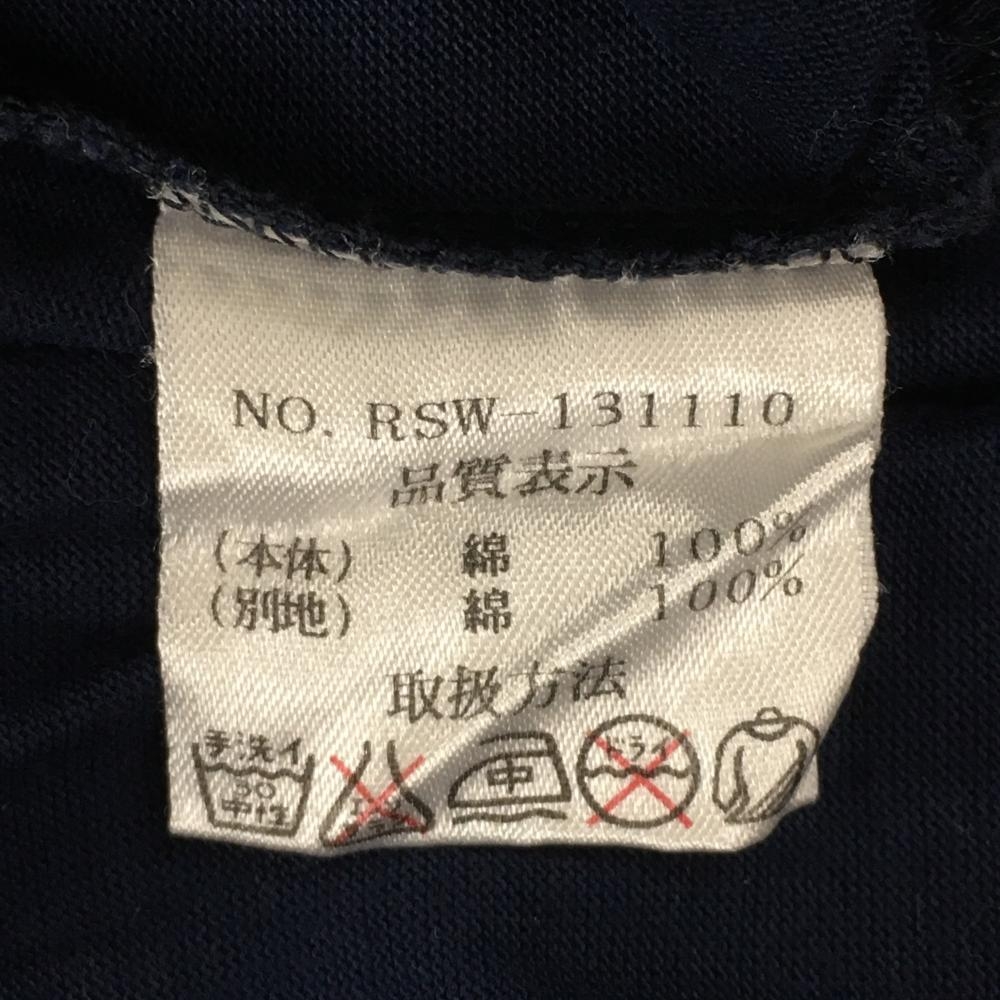 NO. RSW-131110
品質表示
(本体) 綿 100%
(別地) 綿 100%
取扱方法
手洗イ
30
中性
中
ドライ